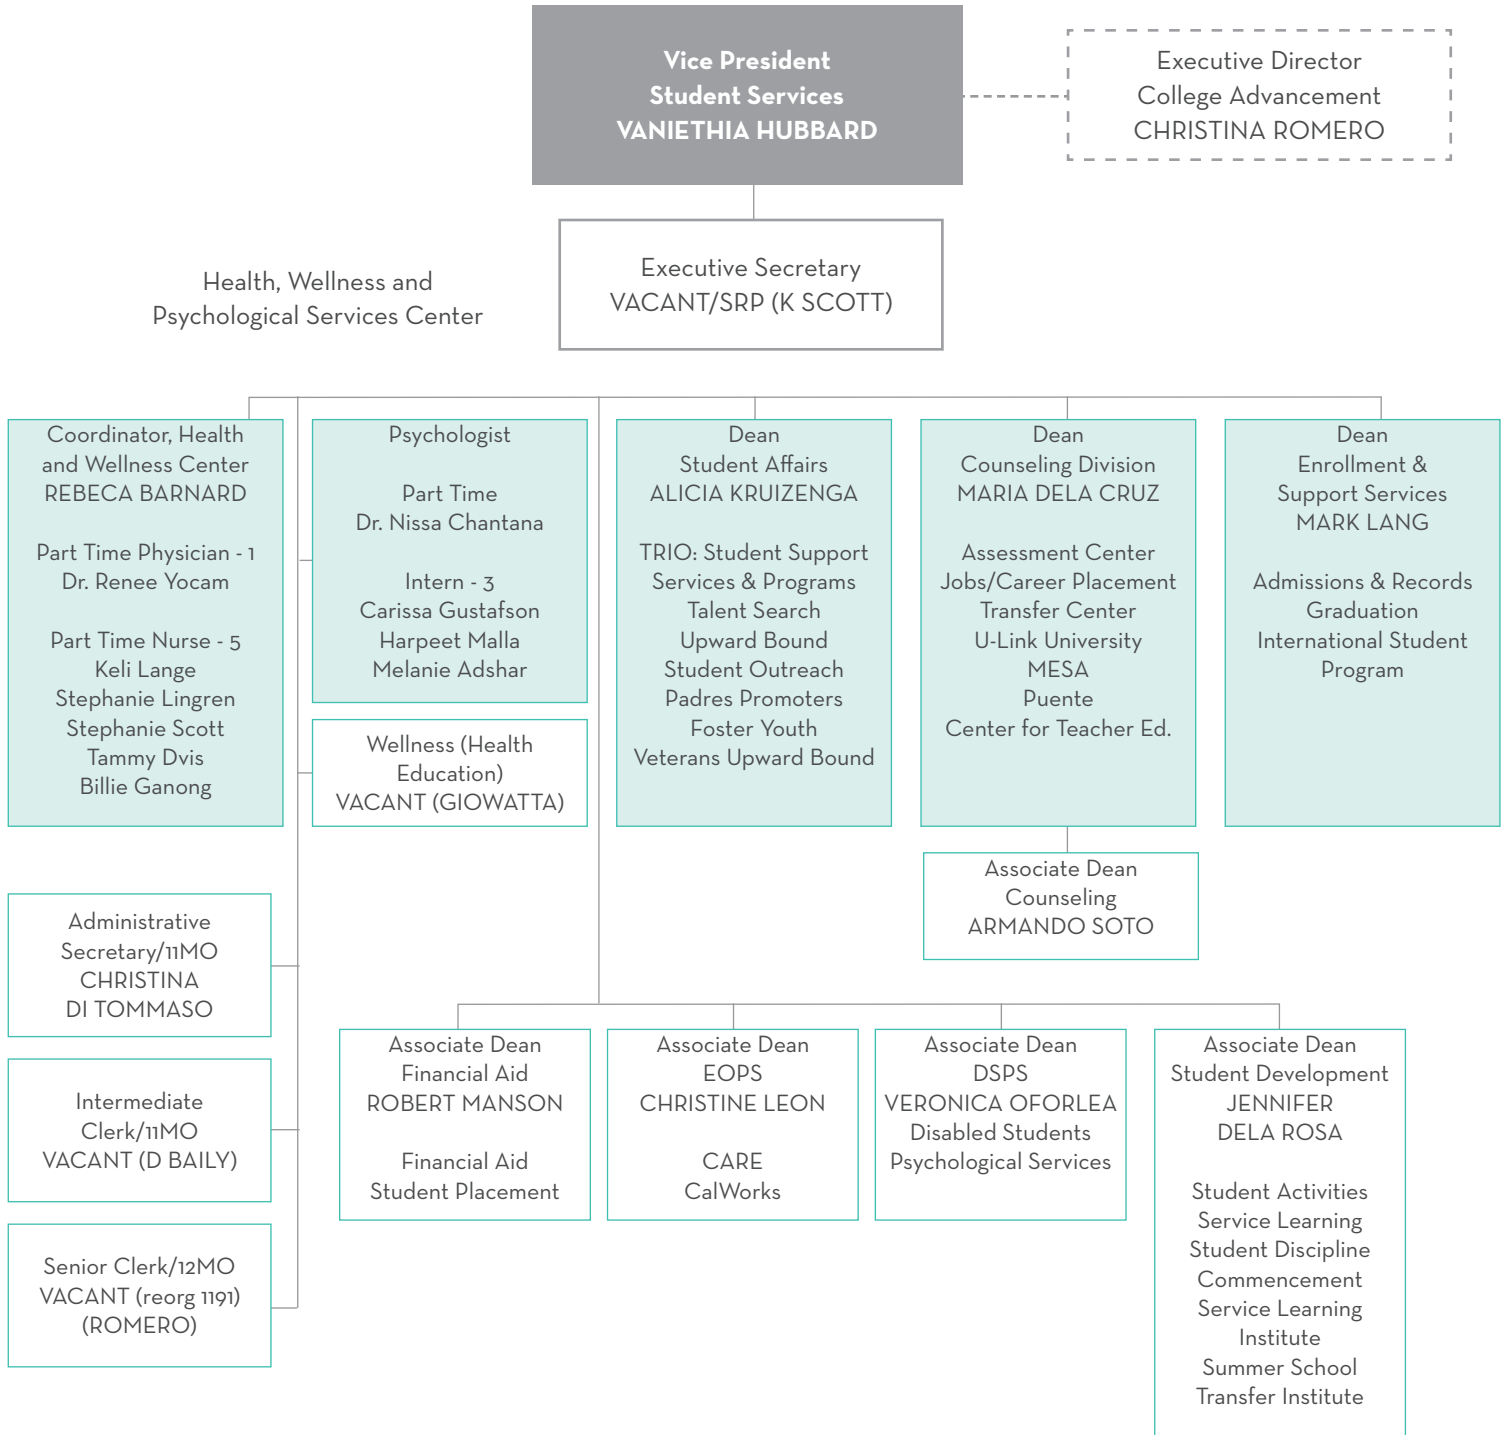 Vice President
Student Services
VANIETHIA HUBBARD
Executive Director
College Advancement
CHRISTINA ROMERO
Executive Secretary
VACANT/SRP (K SCOTT)
Health, Wellness and
Psychological Services Center
Coordinator, Health
and Wellness Center
REBECA BARNARD
Part Time Physician - 1
Dr. Renee Yocam
Part Time Nurse - 5
Keli Lange
Stephanie Lingren
Stephanie Scott
Tammy Dvis
Billie Ganong
Psychologist
Part Time
Dr. Nissa Chantana
Intern - 3
Carissa Gustafson
Harpeet Malla
Melanie Adshar
Wellness (Health
Education)
VACANT (GIOWATTA)
Dean
Student Affairs
ALICIA KRUIZENGA
TRIO: Student Support
Services & Programs
Talent Search
Upward Bound
Student Outreach
Padres Promoters
Foster Youth
Veterans Upward Bound
Dean
Counseling Division
MARIA DELA CRUZ
Assessment Center
Jobs/Career Placement
Transfer Center
U-Link University
MESA
Puente
Center for Teacher Ed.
Dean
Enrollment &
Support Services
MARK LANG
Admissions & Records
Graduation
International Student
Program
Associate Dean
Counseling
ARMANDO SOTO
Administrative
Secretary/11MO
CHRISTINA
DI TOMMASO
Intermediate
Clerk/11MO
VACANT (D BAILY)
Senior Clerk/12MO
VACANT (reorg 1191)
(ROMERO)
Associate Dean
Financial Aid
ROBERT MANSON
Financial Aid
Student Placement
Associate Dean
EOPS
CHRISTINE LEON
CARE
CalWorks
Associate Dean
DSPS
VERONICA OFORLEA
Disabled Students
Psychological Services
Associate Dean
Student Development
JENNIFER
DELA ROSA
Student Activities
Service Learning
Student Discipline
Commencement
Service Learning
Institute
Summer School
Transfer Institute